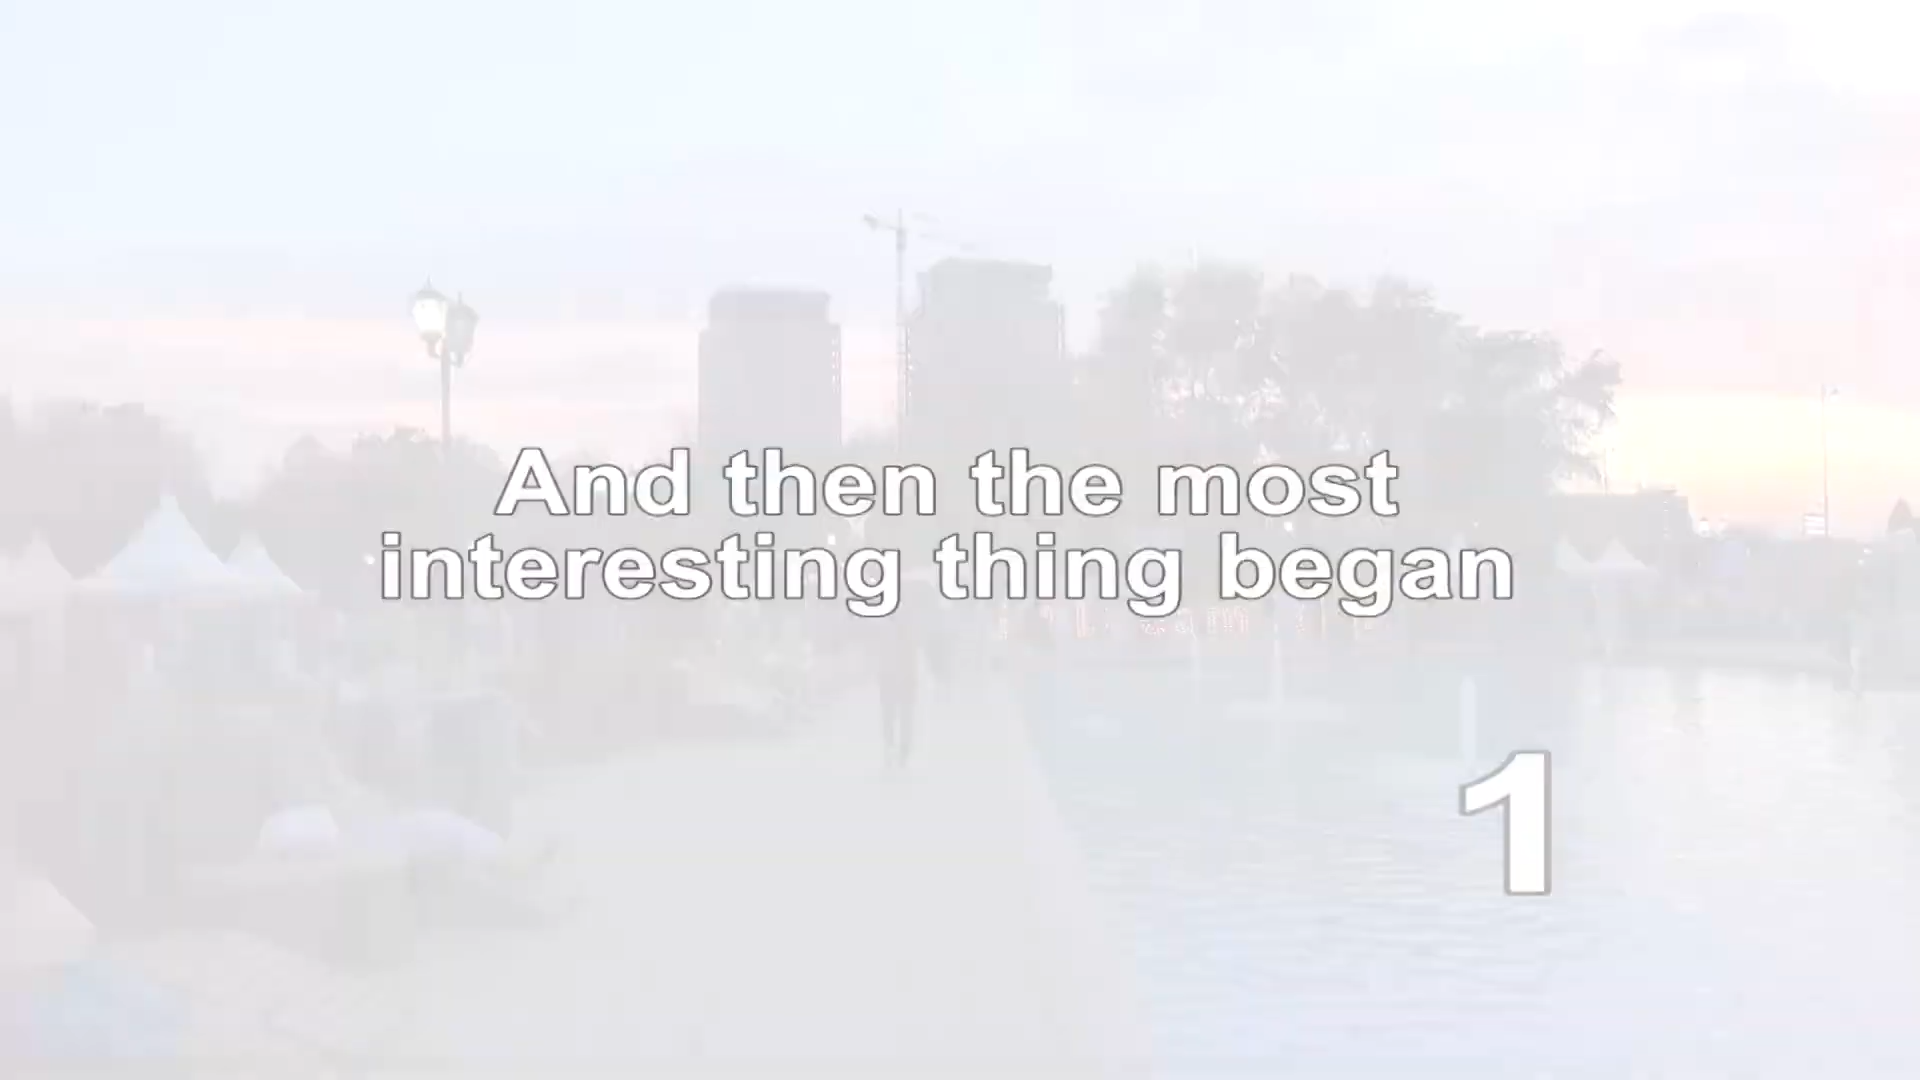 And then the most
interesting thing began
1